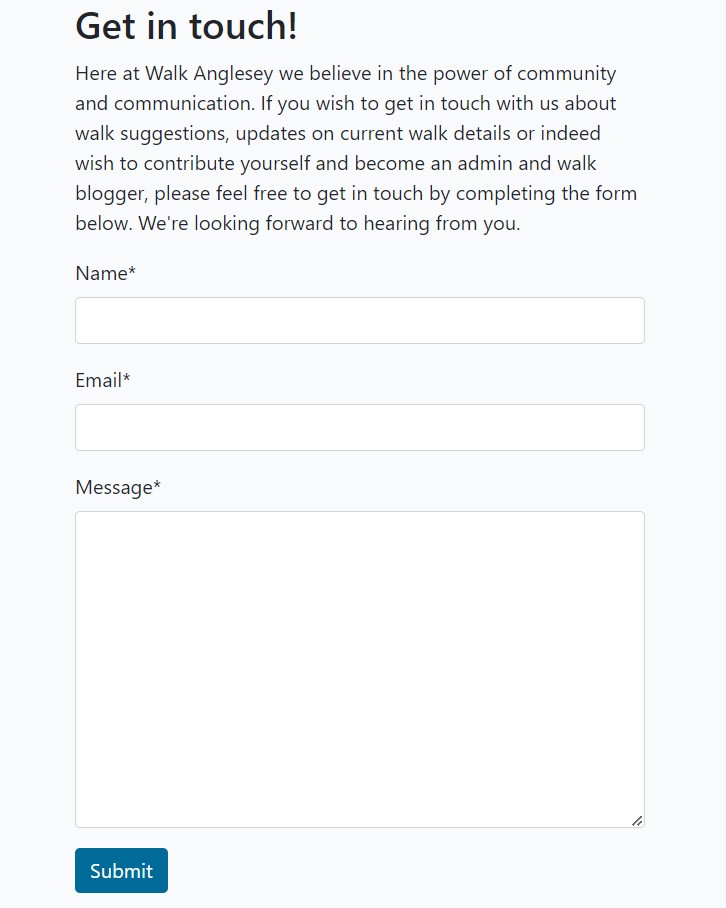 Get in touch!
Here at Walk Anglesey we believe in the power of community
and communication. If you wish to get in touch with us about
walk suggestions, updates on current walk details or indeed
wish to contribute yourself and become an admin and walk
blogger, please feel free to get in touch by completing the form
below. We're looking forward to hearing from you.
Name*
Email*
Message*
Submit